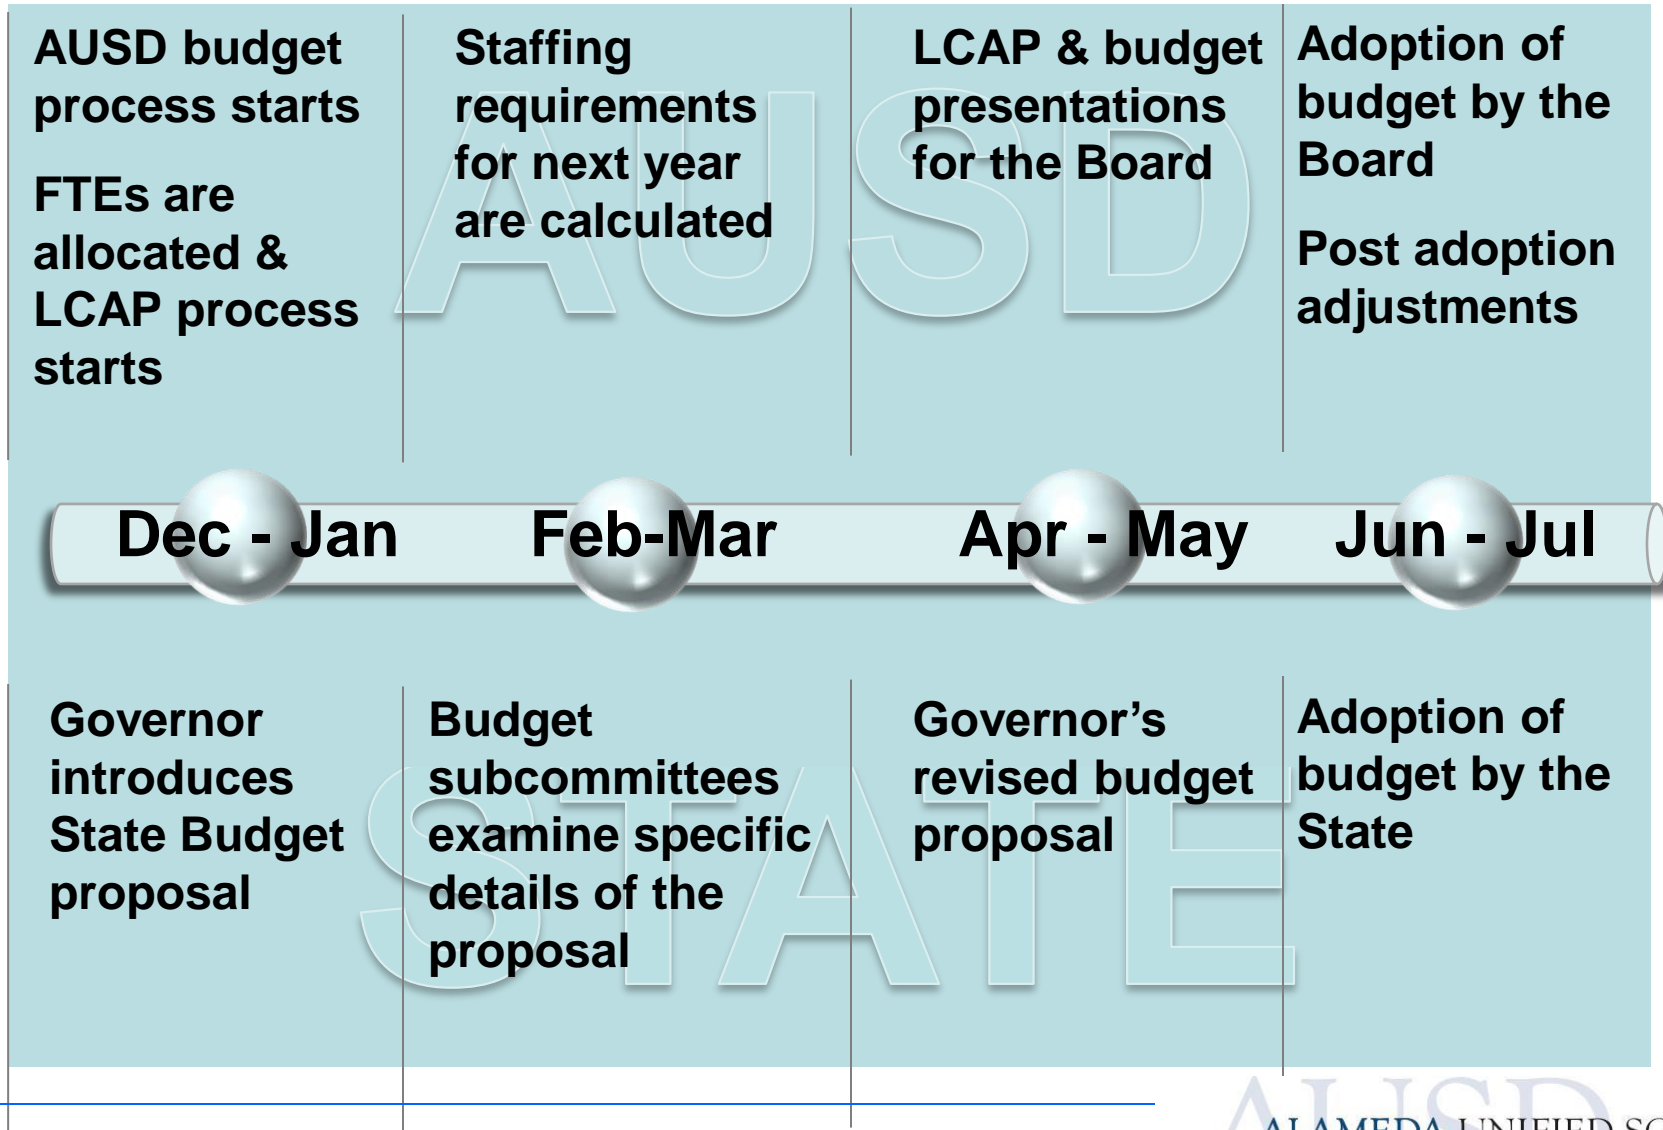 AUSD budget
process starts
FTEs are
allocated &
LCAP process
starts
Staffing
requirements
for next year
are calculated
LCAP & budget
presentations
for the Board
Adoption of
budget by the
Board
Post adoption
adjustments
AUSD
Dec - Jan
Feb-Mar
Apr - May
Jun - Jul
Governor
introduces
State Budget
proposal
Budget
subcommittees
examine specific
details of the
proposal
Governor’s
revised budget
proposal
Adoption of
budget by the
State
STATE
AUSD
ALAMEDA UNIFIED